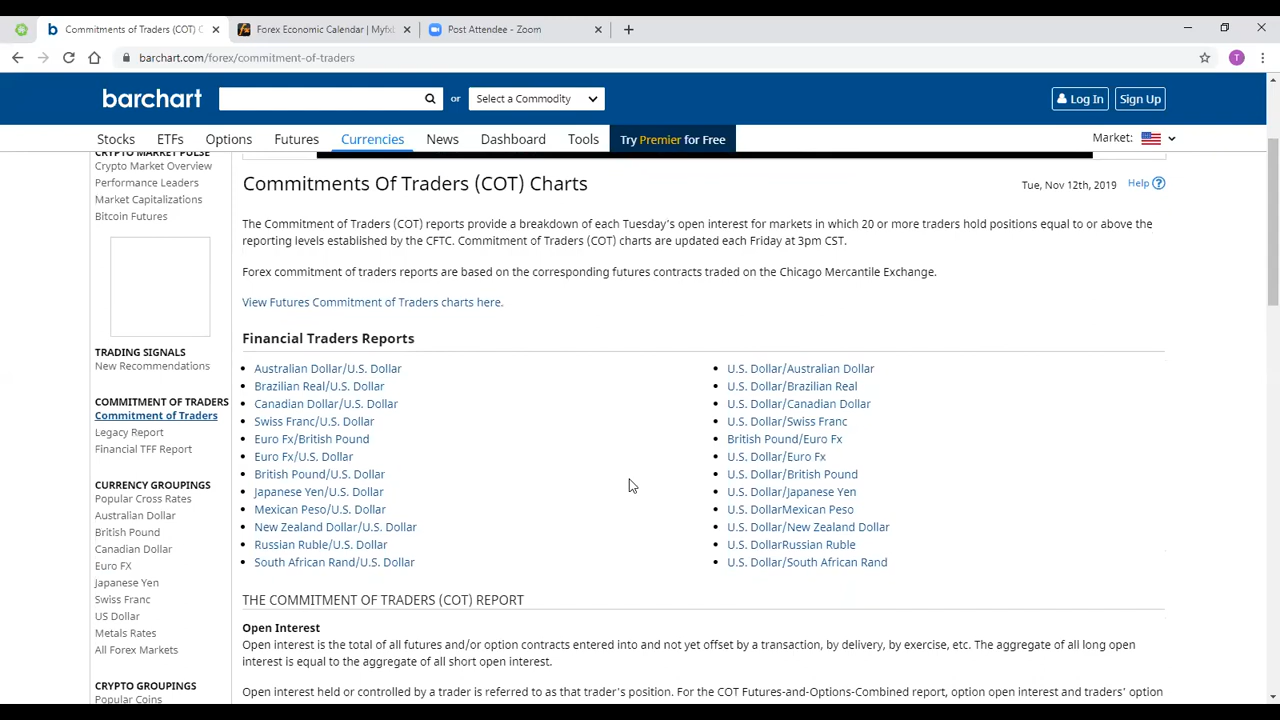 Commitments of Traders (COT) C
Forex Economic Calendar | Myfx
Post Attendee - Zoom
barchart.com/forex/commitment-of-traders
T
barchart
or
Select a Commodity
Log In
Sign Up
Stocks
ETFs
Options
Futures
Currencies
News
Dashboard
Tools
Try Premier for Free
Market:
CRYPTO MARKET PULSE
Crypto Market Overview
Performance Leaders
Market Capitalizations
Bitcoin Futures
TRADING SIGNALS
New Recommendations
COMMITMENT OF TRADERS
Commitment of Traders
Legacy Report
Financial TFF Report
CURRENCY GROUPINGS
Popular Cross Rates
Australian Dollar
British Pound
Canadian Dollar
Euro FX
Japanese Yen
Swiss Franc
US Dollar
Metals Rates
All Forex Markets
CRYPTO GROUPINGS
Popular Coins
Commitments Of Traders (COT) Charts
Tue, Nov 12th, 2019
Help ?
The Commitment of Traders (COT) reports provide a breakdown of each Tuesday's open interest for markets in which 20 or more traders hold positions equal to or above the
reporting levels established by the CFTC. Commitment of Traders (COT) charts are updated each Friday at 3pm CST.
Forex commitment of traders reports are based on the corresponding futures contracts traded on the Chicago Mercantile Exchange.
View Futures Commitment of Traders charts here.
Financial Traders Reports
Australian Dollar/U.S. Dollar
Brazilian Real/U.S. Dollar
Canadian Dollar/U.S. Dollar
Swiss Franc/U.S. Dollar
Euro Fx/British Pound
Euro Fx/U.S. Dollar
British Pound/U.S. Dollar
Japanese Yen/U.S. Dollar
Mexican Peso/U.S. Dollar
New Zealand Dollar/U.S. Dollar
Russian Ruble/U.S. Dollar
South African Rand/U.S. Dollar
U.S. Dollar/Australian Dollar
U.S. Dollar/Brazilian Real
U.S. Dollar/Canadian Dollar
U.S. Dollar/Swiss Franc
British Pound/Euro Fx
U.S. Dollar/Euro Fx
U.S. Dollar/British Pound
U.S. Dollar/Japanese Yen
U.S. DollarMexican Peso
U.S. Dollar/New Zealand Dollar
U.S. DollarRussian Ruble
U.S. Dollar/South African Rand
THE COMMITMENT OF TRADERS (COT) REPORT
Open Interest
Open interest is the total of all futures and/or option contracts entered into and not yet offset by a transaction, by delivery, by exercise, etc. The aggregate of all long open
interest is equal to the aggregate of all short open interest.
Open interest held or controlled by a trader is referred to as that trader's position. For the COT Futures-and-Options-Combined report, option open interest and traders' option